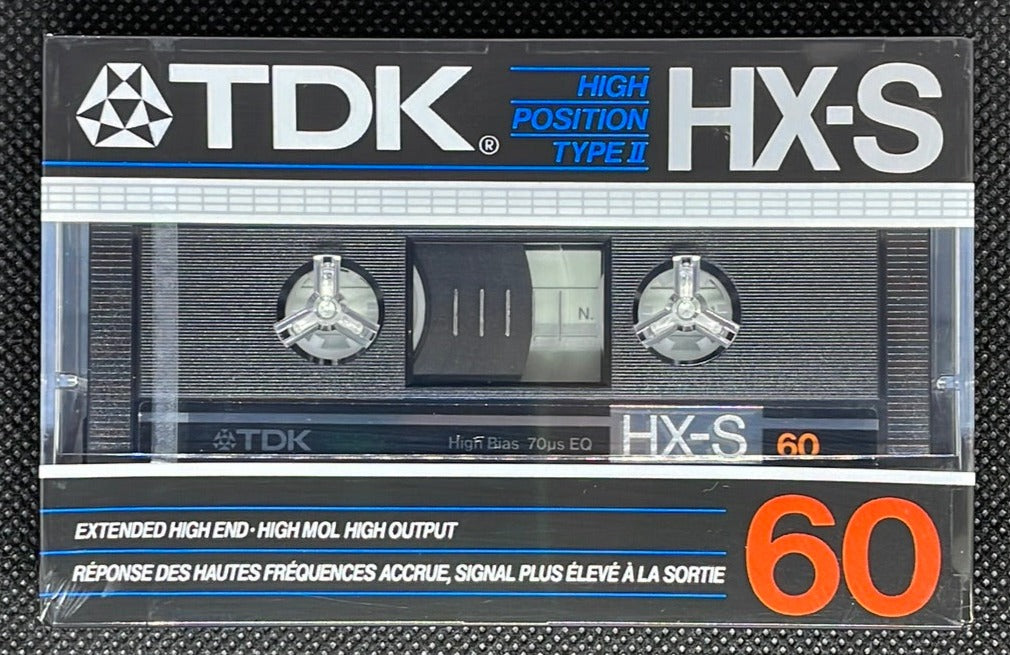 TDK®
HIGH
POSITION
TYPE II
HX-S
N.
TDK
High Bias 70µs EQ
HX-S
60
EXTENDED HIGH END · HIGH MOL HIGH OUTPUT
RÉPONSE DES HAUTES FRÉQUENCES ACCRUE, SIGNAL PLUS ÉLEVÉ À LA SORTIE
60